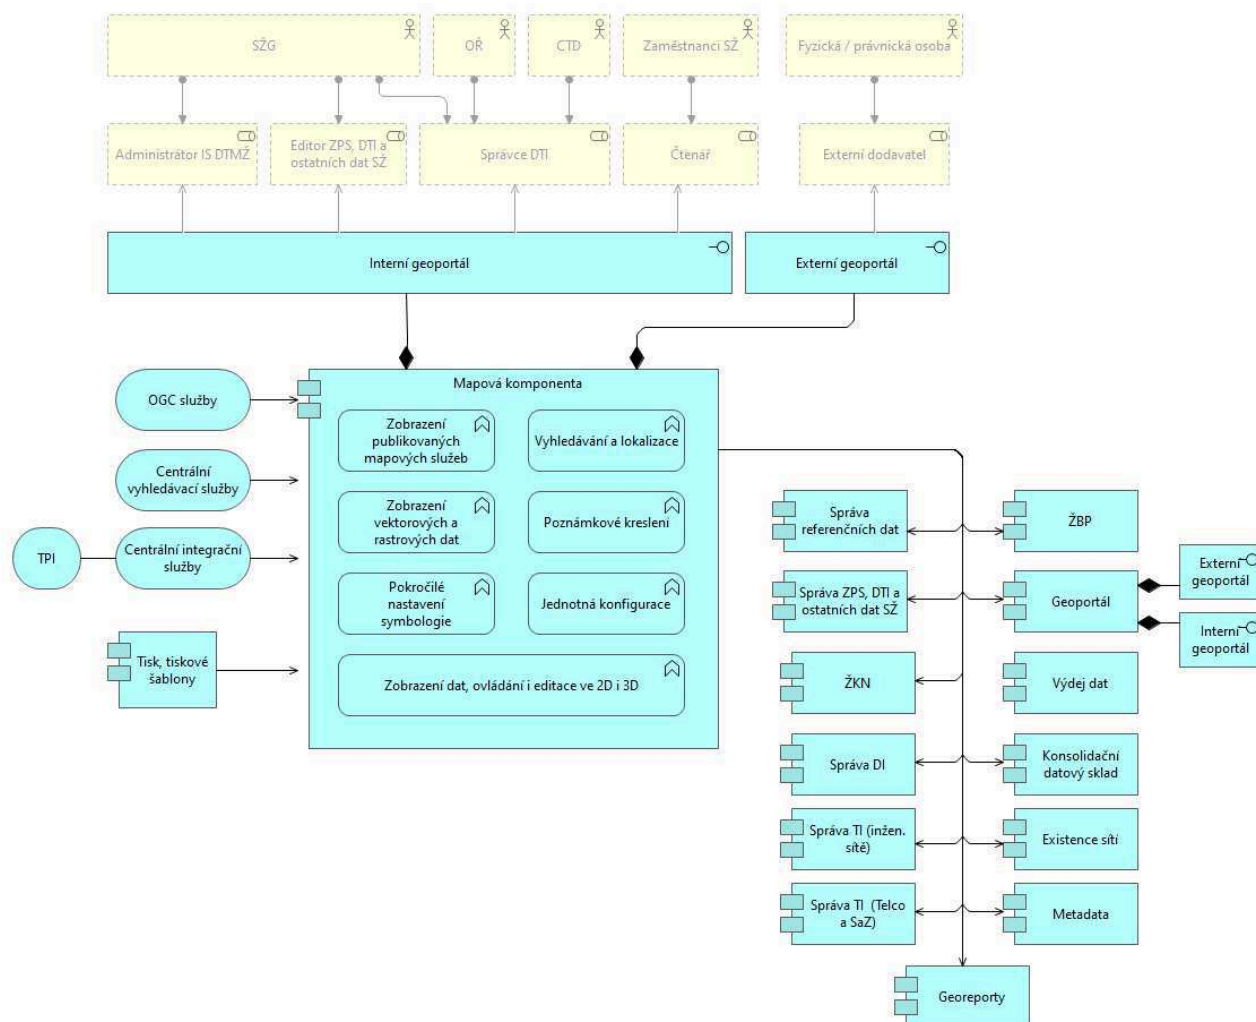 SŽG
OŘ
CTD
Zaměstnanci SŽ
Fyzická / právnická osoba
Administrátor IS DTMŽ
Editor ZPS, DTI a
ostatních dat SŽ
Správce DTI
Čtenář
Externí dodavatel
Interní geoportál
Externí geoportál
Mapová komponenta
OGC služby
Zobrazení
publikovaných
mapových služeb
Vyhledávání a lokalizace
Centrální
vyhledávací služby
Zobrazení
vektorových a
rastrových dat
Poznámkové kreslení
TPI
Centrální integrační
služby
Pokročilé
nastavení
symbologie
Jednotná konfigurace
Tisk, tiskové
šablony
Zobrazení dat, ovládání i editace ve 2D i 3D
Správa
referenčních dat
ŽBP
Správa ZPS, DTI a
ostatních dat SŽ
Geoportál
Externí
geoportál
Interní
geoportál
ŽKN
Výdej dat
Správa DI
Konsolidační
datový sklad
Správa TI (inžen.
sítě)
Existence sítí
Správa TI (Telco
a SaZ)
Metadata
Georeporty